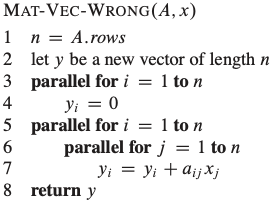 MAT-VEC-WRONG(A, x)
1 n = A.rows
2 let y be a new vector of length n
3 parallel for i = 1 to n
4 yᵢ = 0
5 parallel for i = 1 to n
6 parallel for j = 1 to n
7 yᵢ = yᵢ + aᵢⱼxⱼ
8 return y